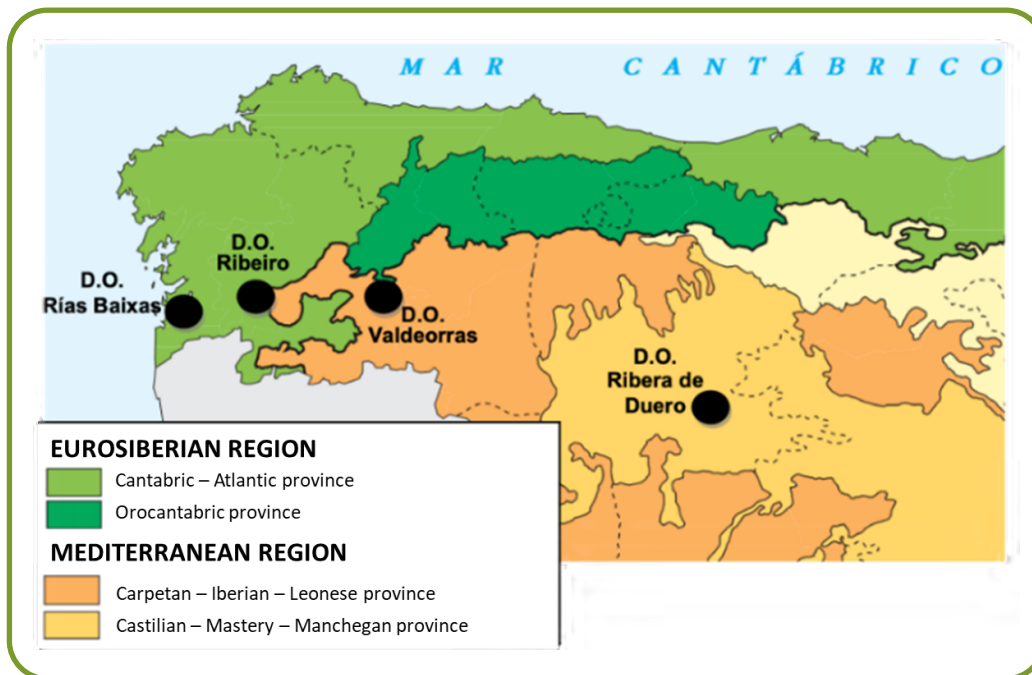 MAR CANTÁBRICO
D.O.
Ribeiro
D.O.
Rías Baixas
D.O.
Valdeorras
D.O.
Ribera de
Duero
EUROSIBERIAN REGION
Cantabric – Atlantic province
Orocantabric province
MEDITERRANEAN REGION
Carpetan – Iberian – Leonese province
Castilian – Mastery – Manchegan province